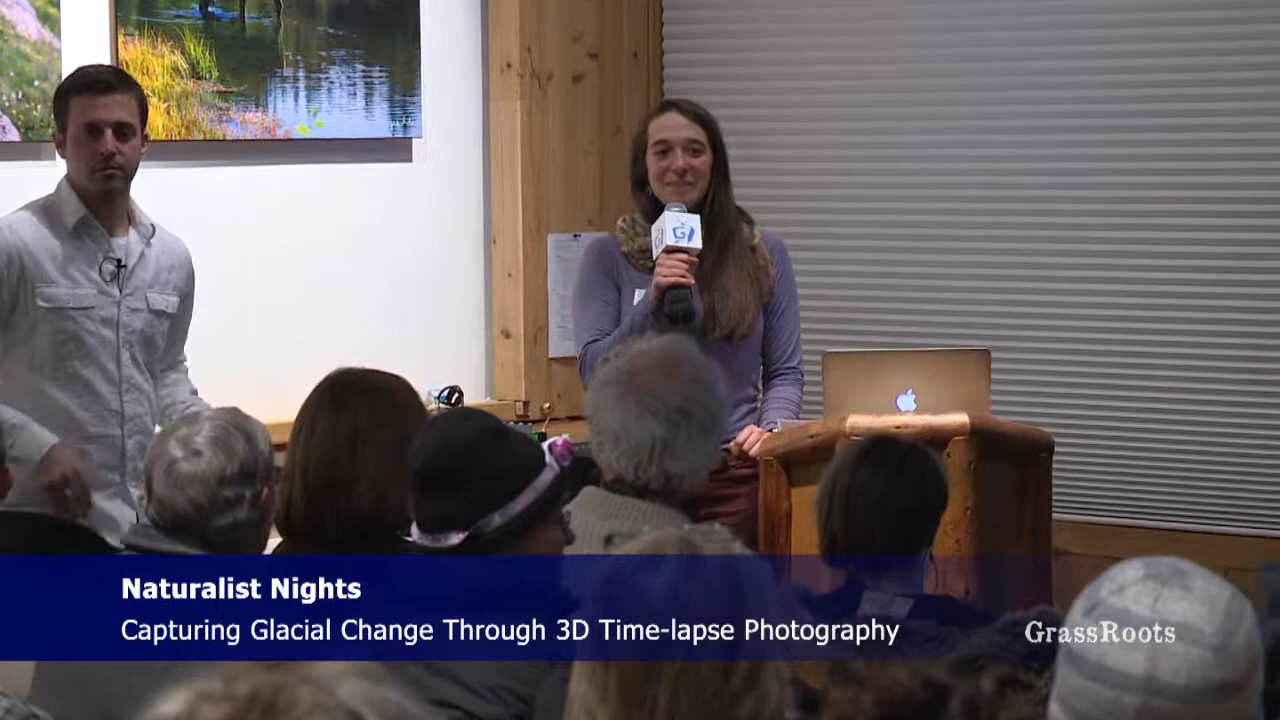 Naturalist Nights
Capturing Glacial Change Through 3D Time-lapse Photography
GrassRoots